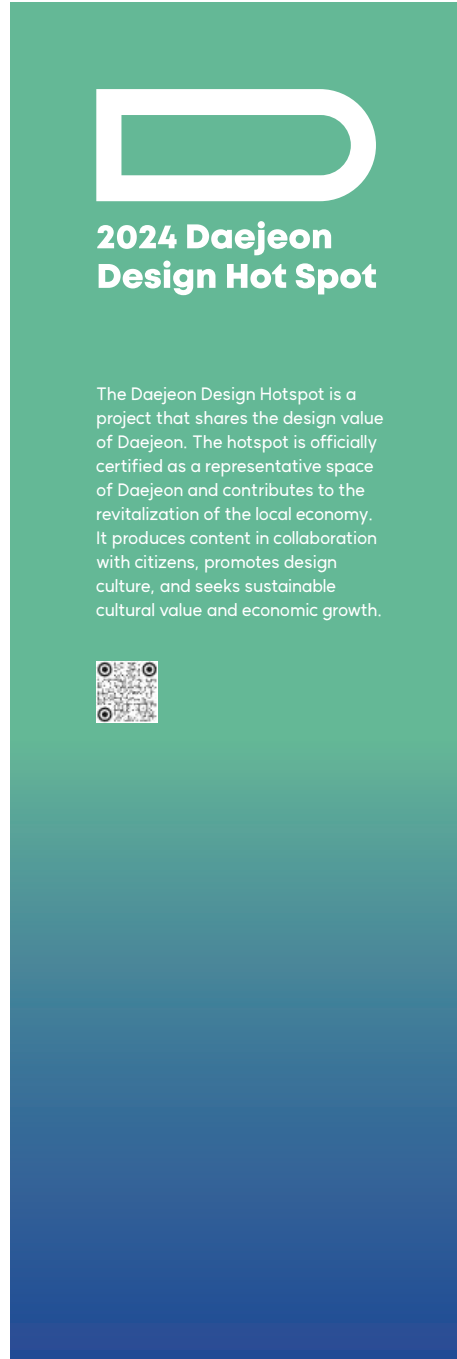 2024 Daejeon
Design Hot Spot
The Daejeon Design Hotspot is a
project that shares the design value
of Daejeon. The hotspot is officially
certified as a representative space
of Daejeon and contributes to the
revitalization of the local economy.
It produces content in collaboration
with citizens, promotes design
culture, and seeks sustainable
cultural value and economic growth.